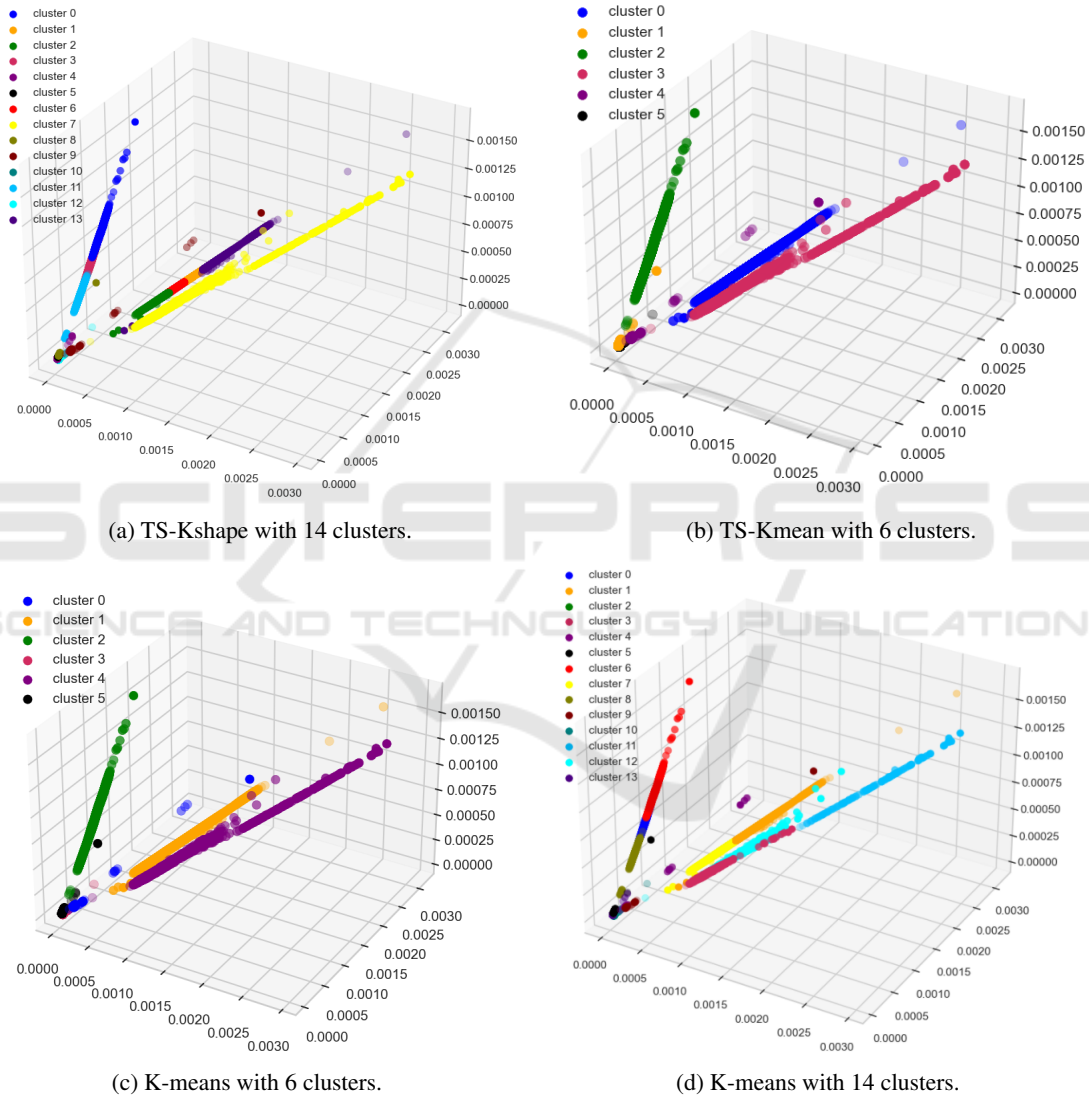 cluster 0
cluster 1
cluster 2
cluster 3
cluster 4
cluster 5
cluster 6
cluster 7
cluster 8
cluster 9
cluster 10
cluster 11
cluster 12
cluster 13
0.00150
0.00125
0.00100
0.00075
0.00050
0.00025
0.00000
0.0030
0.0025
0.0020
0.0015
0.0010
0.0005
0.0000
0.0000
0.0005
0.0010
0.0015
0.0020
0.0025
0.0030
(a) TS-Kshape with 14 clusters.
cluster 0
cluster 1
cluster 2
cluster 3
cluster 4
cluster 5
0.00150
0.00125
0.00100
0.00075
0.00050
0.00025
0.00000
0.0030
0.0025
0.0020
0.0015
0.0010
0.0005
0.0000
0.0000
0.0005
0.0010
0.0015
0.0020
0.0025
0.0030
(b) TS-Kmean with 6 clusters.
SCITEPRESS
SCIENCE AND TECHNOLOGY PUBLICATION
cluster 0
cluster 1
cluster 2
cluster 3
cluster 4
cluster 5
0.00150
0.00125
0.00100
0.00075
0.00050
0.00025
0.00000
0.0030
0.0025
0.0020
0.0015
0.0010
0.0005
0.0000
0.0000
0.0005
0.0010
0.0015
0.0020
0.0025
0.0030
(c) K-means with 6 clusters.
cluster 0
cluster 1
cluster 2
cluster 3
cluster 4
cluster 5
cluster 6
cluster 7
cluster 8
cluster 9
cluster 10
cluster 11
cluster 12
cluster 13
0.00150
0.00125
0.00100
0.00075
0.00050
0.00025
0.00000
0.0030
0.0025
0.0020
0.0015
0.0010
0.0005
0.0000
0.0000
0.0005
0.0010
0.0015
0.0020
0.0025
0.0030
(d) K-means with 14 clusters.